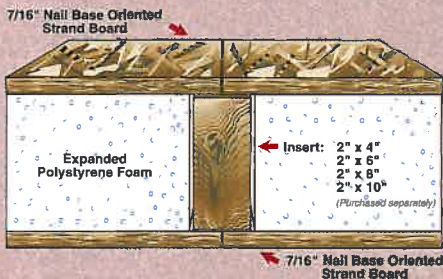 7/16" Nail Base Oriented
Strand Board
Expanded
Polystyrene Foam
Insert: 2" x 4"
2" x 6"
2" x 8"
2" x 10"
(Purchased separately)
7/16" Nail Base Oriented
Strand Board